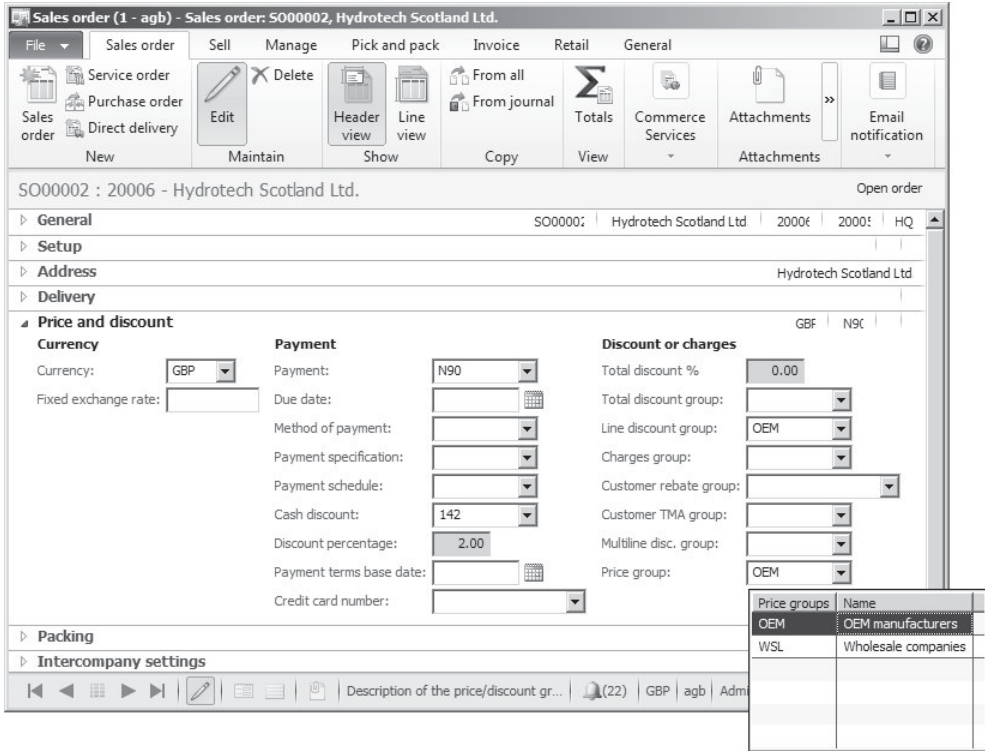 Sales order (1 - agb) - Sales order: SO00002, Hydrotech Scotland Ltd.
File Sales order Sell Manage Pick and pack Invoice Retail General
Sales order
Service order
Purchase order
Direct delivery
New
Edit
Delete
Maintain
Header view
Line view
Show
From all
From journal
Copy
Totals
View
Commerce Services
Attachments
Attachments
»
Email notification
SO00002 : 20006 - Hydrotech Scotland Ltd. Open order
General Hydrotech Scotland Ltd HQ
Setup
Address Hydrotech Scotland Ltd
Delivery
Price and discount
Currency
Currency: GBP
Fixed exchange rate:
Payment
Payment: N90
Due date:
Method of payment:
Payment specification:
Payment schedule:
Cash discount: 142
Discount percentage: 2.00
Payment terms base date:
Credit card number:
Discount or charges
Total discount % 0.00
Total discount group:
Line discount group: OEM
Charges group:
Customer rebate group:
Customer TMA group:
Multiline disc. group:
Price group: OEM
Price groups Name
OEM OEM manufacturers
WSL Wholesale companies
Packing
Intercompany settings
Description of the price/discount gr... (22) GBP agb Admi